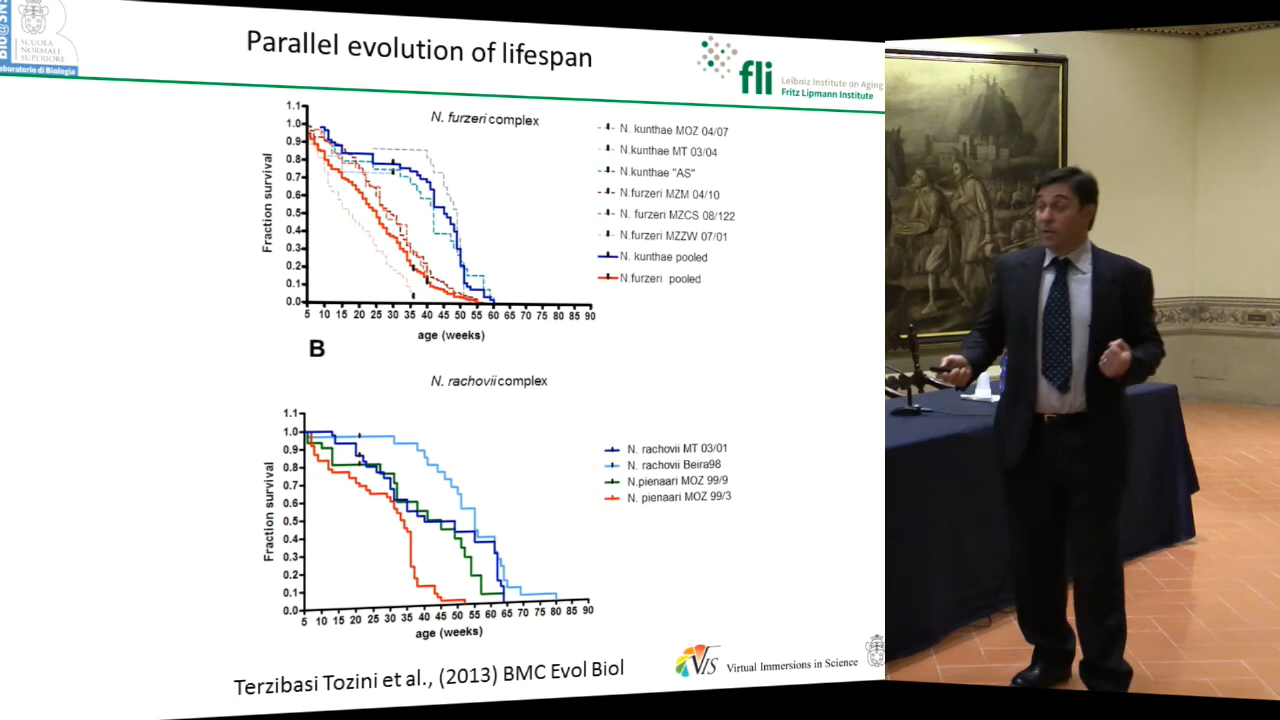 BIO@SNS
SCUOLA
NORMALE
SUPERIORE
aboratorio di Biologia
Parallel evolution of lifespan
fli
Leibniz Institute on Aging
Fritz Lipmann Institute
N. furzeri complex
1.1
1.0
0.9
0.8
0.7
0.6
0.5
0.4
0.3
0.2
0.1
0.0
Fraction survival
5 10 15 20 25 30 35 40 45 50 55 60 65 70 75 80 85 90
age (weeks)
N. kunthae MOZ 04/07
N.kunthae MT 03/04
N.kunthae "AS"
N.furzeri MZM 04/10
N. furzeri MZCS 08/122
N.furzeri MZZW 07/01
N. kunthae pooled
N.furzeri pooled
B
N. rachovii complex
1.1
1.0
0.9
0.8
0.7
0.6
0.5
0.4
0.3
0.2
0.1
0.0
Fraction survival
5 10 15 20 25 30 35 40 45 50 55 60 65 70 75 80 85 90
age (weeks)
N. rachovii MT 03/01
N. rachovii Beira98
N.pienaari MOZ 99/9
N. pienaari MOZ 99/3
Terzibasi Tozini et al., (2013) BMC Evol Biol
VIS
Virtual Immersions in Science